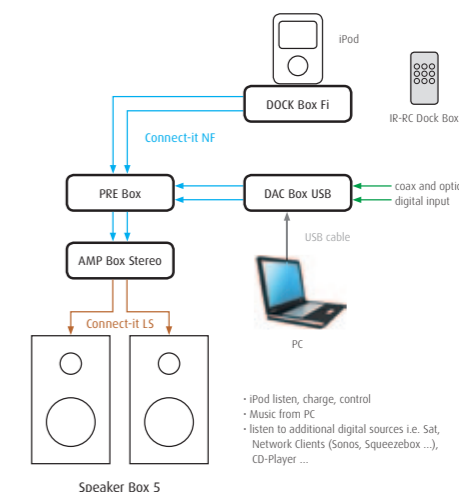 iPod
DOCK Box Fi
IR-RC Dock Box
Connect-it NF
PRE Box
DAC Box USB
coax and optic
digital input
USB cable
AMP Box Stereo
Connect-it LS
PC
Speaker Box 5
· iPod listen, charge, control
· Music from PC
· listen to additional digital sources i.e. Sat,
Network Clients (Sonos, Squeezebox ...),
CD-Player ...